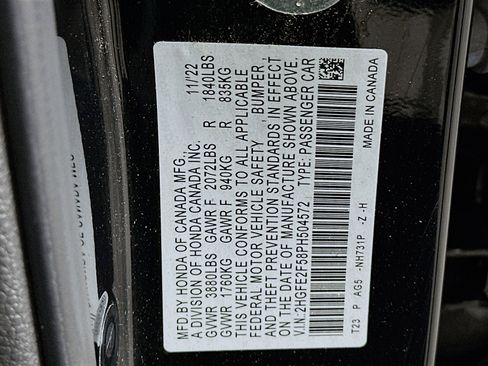 MFD BY HONDA OF CANADA MFG. 11/22
A DIVISION OF HONDA CANADA INC.
GVWR 3880LBS GAWR F 2072LBS R 1840LBS
GVWR 1760KG GAWR F 940KG R 835KG
THIS VEHICLE CONFORMS TO ALL APPLICABLE
FEDERAL MOTOR VEHICLE SAFETY, BUMPER,
AND THEFT PREVENTION STANDARDS IN EFFECT
ON THE DATE OF MANUFACTURE SHOWN ABOVE.
V.I.N.: 2HGFE2F58PH504572 TYPE: PASSENGER CAR
T23 P AG5 -NH731P -Z -H MADE IN CANADA